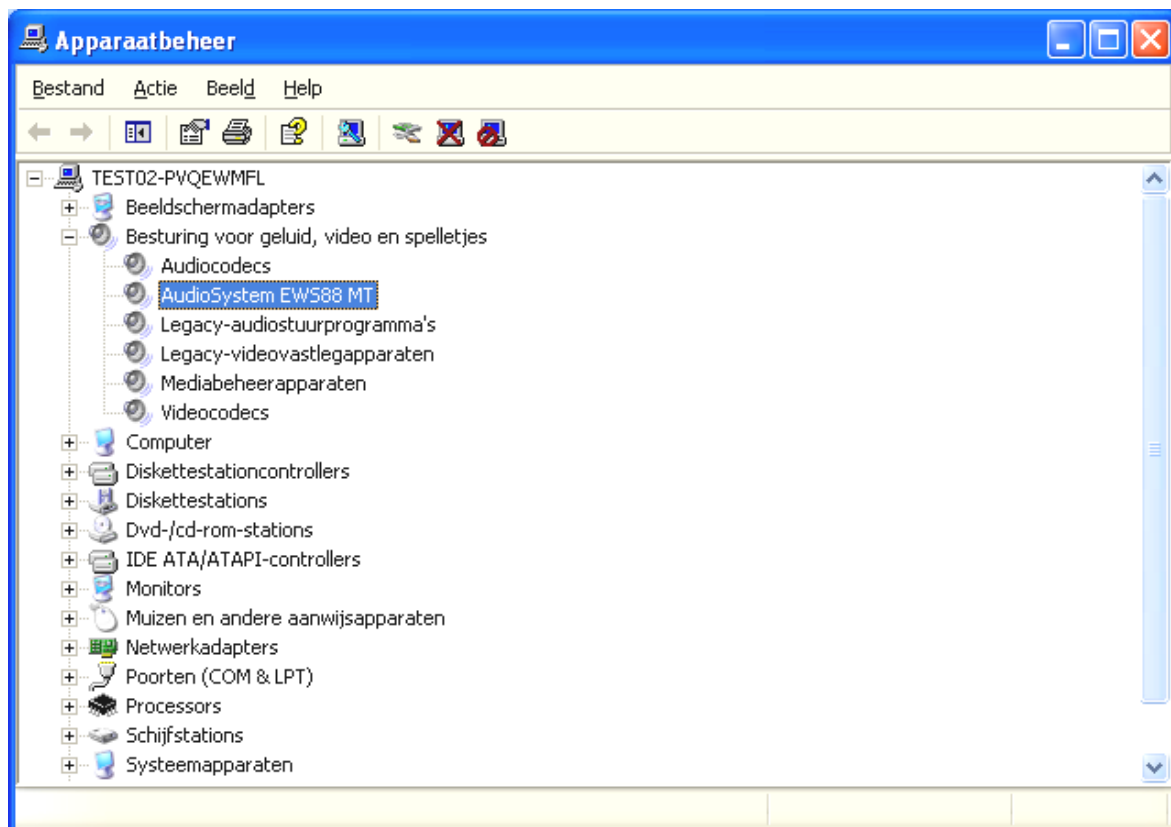 Apparaatbeheer
Bestand Actie Beeld Help
TEST02-PVQEWMFL
Beeldschermadapters
Besturing voor geluid, video en spelletjes
Audiocodecs
AudioSystem EWS88 MT
Legacy-audiostuurprogramma's
Legacy-videovastlegapparaten
Mediabeheerapparaten
Videocodecs
Computer
Diskettestationcontrollers
Diskettestations
Dvd-/cd-rom-stations
IDE ATA/ATAPI-controllers
Monitors
Muizen en andere aanwijsapparaten
Netwerkadapters
Poorten (COM & LPT)
Processors
Schijfstations
Systeemapparaten